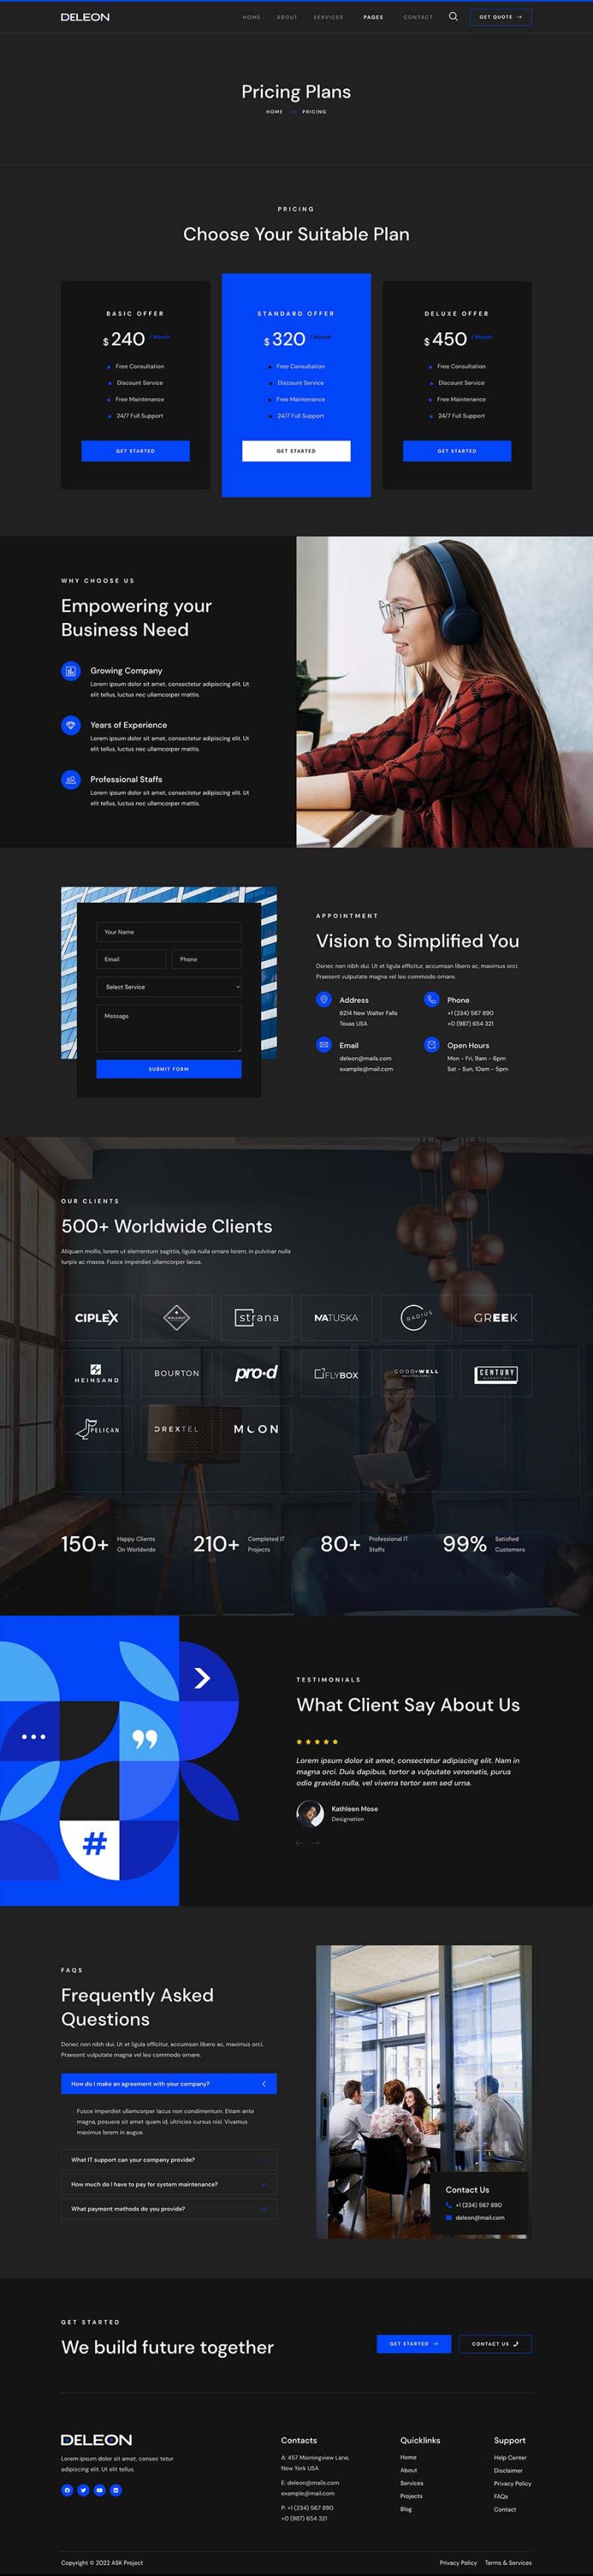 DELEON
HOME ABOUT SERVICES PAGES CONTACT GET QUOTE
Pricing Plans
HOME PRICING
PRICING
Choose Your Suitable Plan
BASIC OFFER
$ 240 / Month
Free Consultation
Discount Service
Free Maintenance
24/7 Full Support
GET STARTED
STANDARD OFFER
$ 320 / Month
Free Consultation
Discount Service
Free Maintenance
24/7 Full Support
GET STARTED
DELUXE OFFER
$ 450 / Month
Free Consultation
Discount Service
Free Maintenance
24/7 Full Support
GET STARTED
WHY CHOOSE US
Empowering your
Business Need
Growing Company
Lorem ipsum dolor sit amet, consectetur adipiscing elit. Ut
elit tellus, luctus nec ullamcorper mattis.
Years of Experience
Lorem ipsum dolor sit amet, consectetur adipiscing elit. Ut
elit tellus, luctus nec ullamcorper mattis.
Professional Staffs
Lorem ipsum dolor sit amet, consectetur adipiscing elit. Ut
elit tellus, luctus nec ullamcorper mattis.
Your Name
Email Phone
Select Service
Message
SUBMIT FORM
APPOINTMENT
Vision to Simplified You
Donec non nibh dui. Ut et ligula efficitur, accumsan libero ac, maximus orci.
Praesent vulputate magna vel leo commodo ornare.
Address
6214 New Walter Falls
Texas USA
Phone
+1 (234) 567 890
+0 (987) 654 321
Email
deleon@mails.com
example@mail.com
Open Hours
Mon - Fri, 9am - 6pm
Sat - Sun, 10am - 5pm
OUR CLIENTS
500+ Worldwide Clients
Aliquam mollis, lorem ut elementum sagittis, ligula nulla ornare lorem, in pulvinar nulla
turpis ac massa. Fusce imperdiet ullamcorper lacus.
CIPLEX
strana
NATUSKA
RADIUS
GREEK
HEINSAND
BOURTON
pro·d
FLYBOX
GOOD WELL
CENTURY
PELICAN
DREXTEL
MOON
150+ Happy Clients
On Worldwide
210+ Completed IT
Projects
80+ Professional IT
Staffs
99% Satisfied
Customers
TESTIMONIALS
What Client Say About Us
Lorem ipsum dolor sit amet, consectetur adipiscing elit. Nam in
magna orci. Duis dapibus, tortor a vulputate venenatis, purus
odio gravida nulla, vel viverra tortor sem sed urna.
Kathleen Mose
Designation
#
FAQS
Frequently Asked
Questions
Donec non nibh dui. Ut et ligula efficitur, accumsan libero ac, maximus orci.
Praesent vulputate magna vel leo commodo ornare.
How do I make an agreement with your company?
Fusce imperdiet ullamcorper lacus non condimentum. Etiam ante
magna, posuere sit amet quam id, ultricies cursus nisl. Vivamus
maximus lorem in augue.
What IT support can your company provide?
How much do I have to pay for system maintenance?
What payment methods do you provide?
Contact Us
+1 (234) 567 890
deleon@mail.com
GET STARTED
We build future together
GET STARTED
CONTACT US
DELEON
Lorem ipsum dolor sit amet, consec tetur
adipiscing elit. Ut elit tellus.
Contacts
A: 457 Morningview Lane,
New York USA
E: deleon@mails.com
example@mail.com
P: +1 (234) 567 890
+0 (987) 654 321
Quicklinks
Home
About
Services
Projects
Blog
Support
Help Center
Disclaimer
Privacy Policy
FAQs
Contact
Copyright © 2022 ASK Project
Privacy Policy Terms & Services